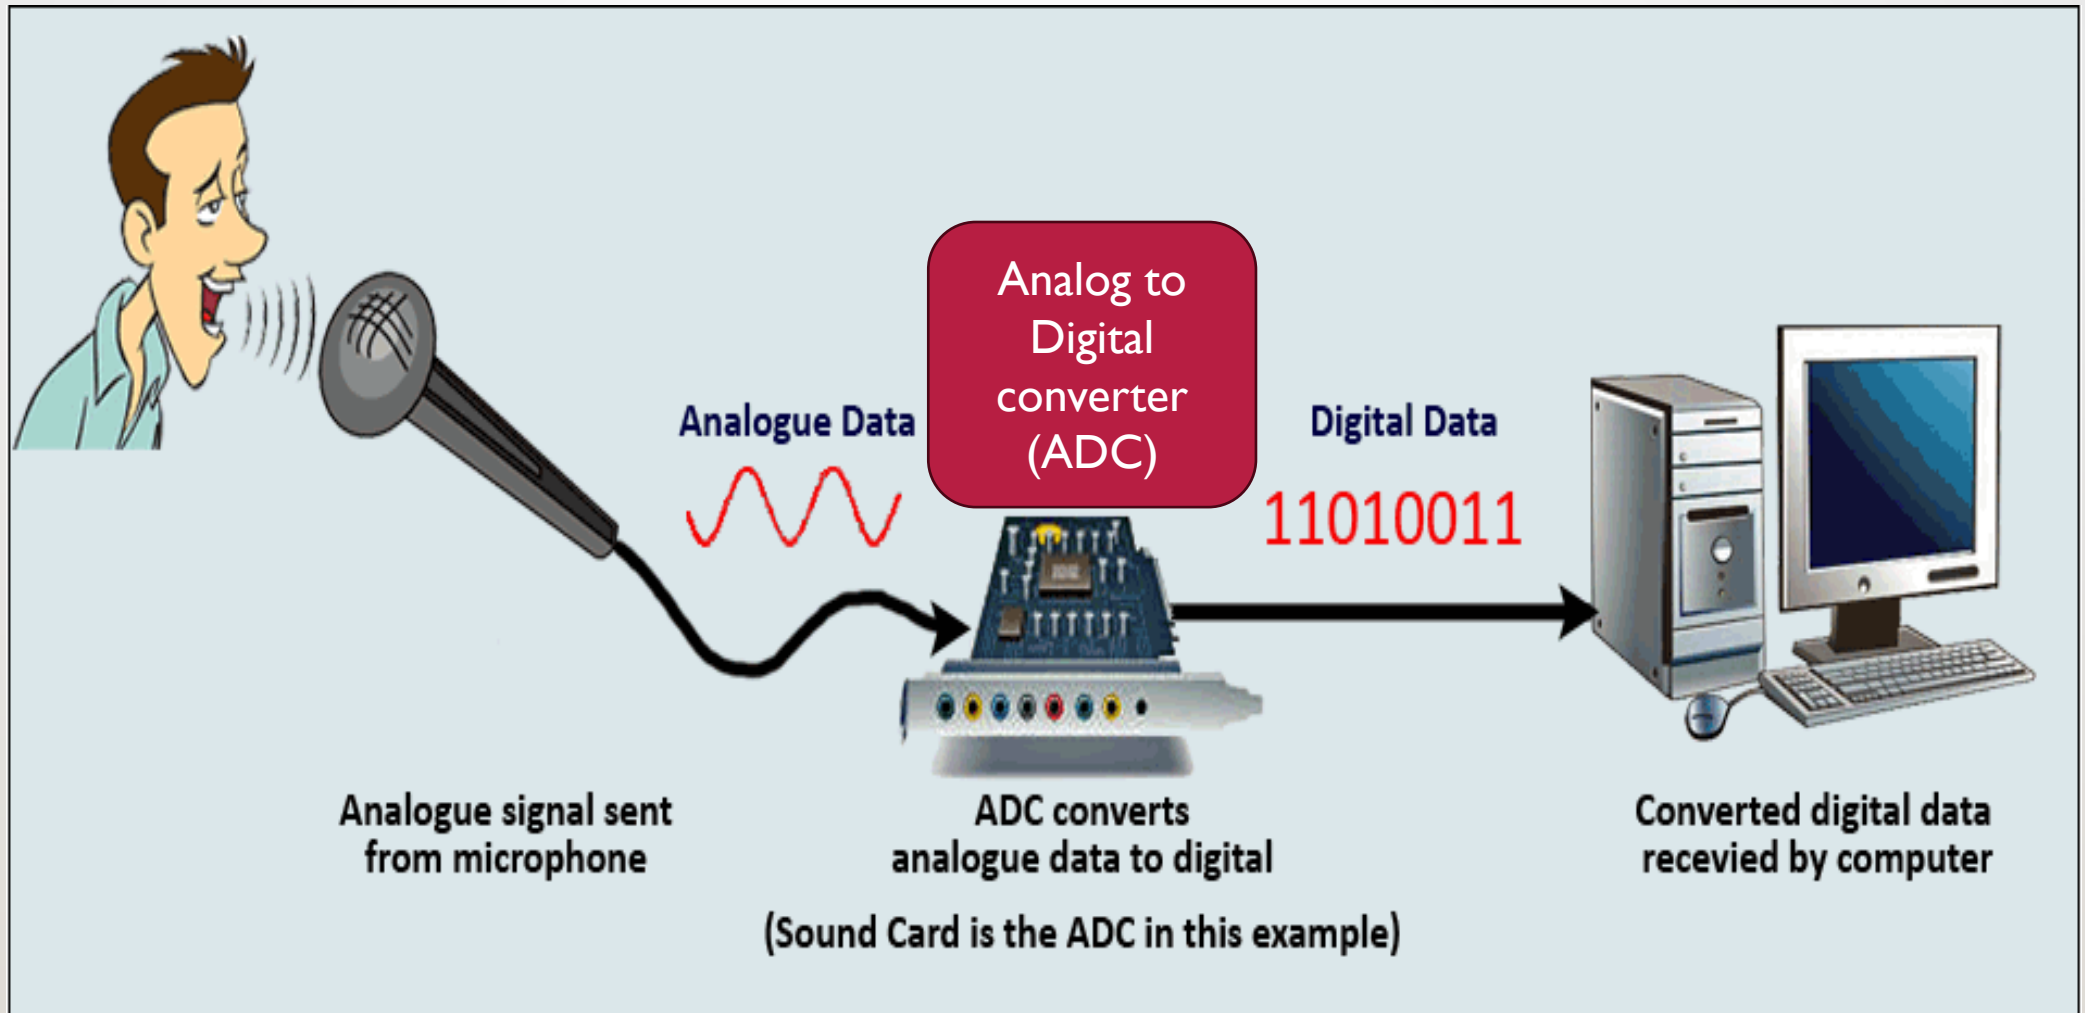 Analog to
Digital
converter
(ADC)
Analogue Data
Digital Data
11010011
Analogue signal sent
from microphone
ADC converts
analogue data to digital
(Sound Card is the ADC in this example)
Converted digital data
recevied by computer